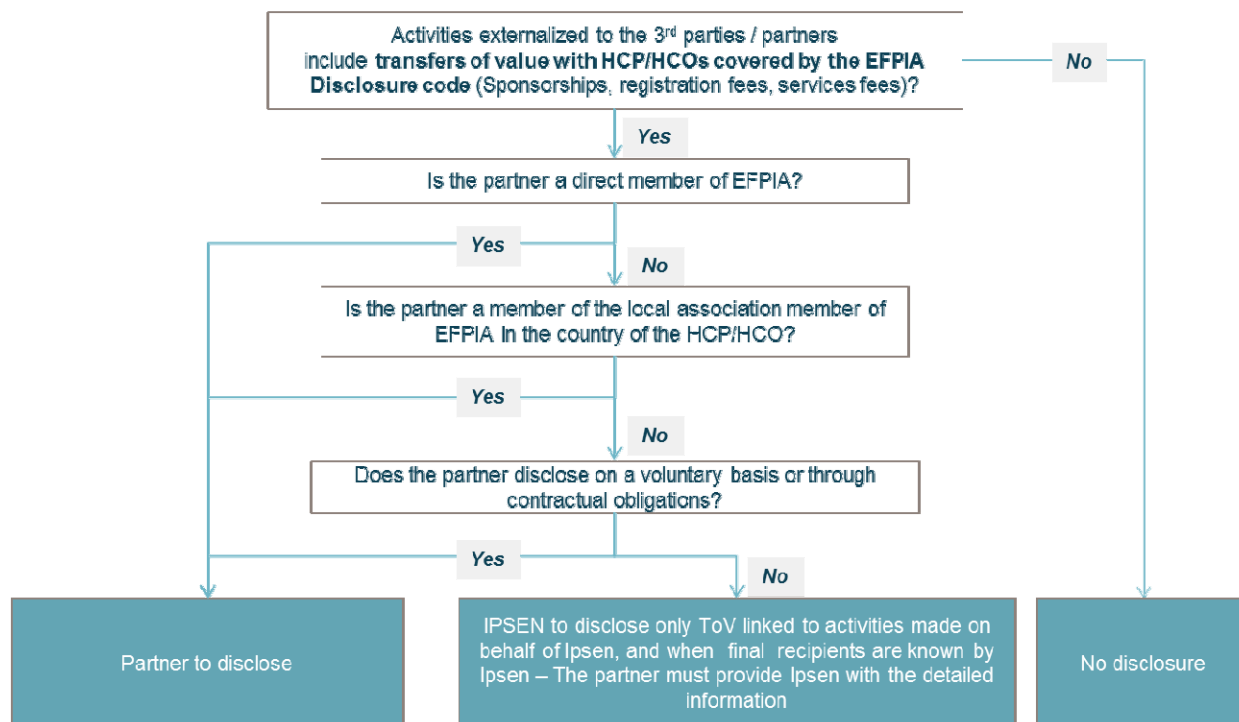 Activities externalized to the 3rd parties / partners
include transfers of value with HCP/HCOs covered by the EFPIA
Disclosure code (Sponsorships, registration fees, services fees)?
No
Yes
Is the partner a direct member of EFPIA?
Yes
No
Is the partner a member of the local association member of
EFPIA In the country of the HCP/HCO?
Yes
No
Does the partner disclose on a voluntary basis or through
contractual obligations?
Yes
No
Partner to disclose
IPSEN to disclose only ToV linked to activities made on
behalf of Ipsen, and when final recipients are known by
Ipsen – The partner must provide Ipsen with the detailed
information
No disclosure